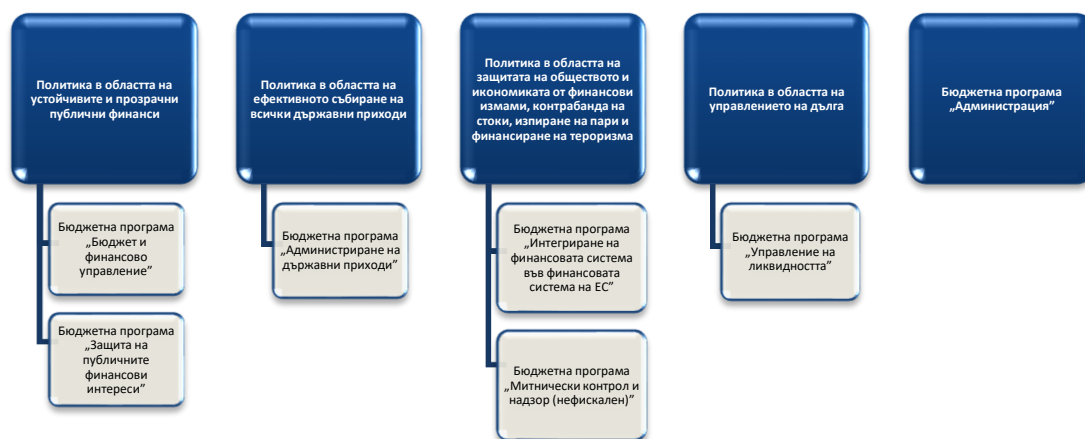 Политика в областта на
устойчивите и прозрачни
публични финанси
Бюджетна програма
„Бюджет и
финансово
управление”
Бюджетна програма
„Защита на
публичните
финансови
интереси”
Политика в областта на
ефективното събиране на
всички държавни приходи
Бюджетна програма
„Администриране на
държавни приходи”
Политика в областта на
защитата на обществото и
икономиката от финансови
измами, контрабанда на
стоки, изпиране на пари и
финансиране на тероризма
Бюджетна програма
„Интегриране на
финансовата система
във финансовата
система на ЕС”
Бюджетна програма
„Митнически контрол и
надзор (нефискален)”
Политика в областта на
управлението на дълга
Бюджетна програма
„Управление на
ликвидността”
Бюджетна програма
„Администрация”